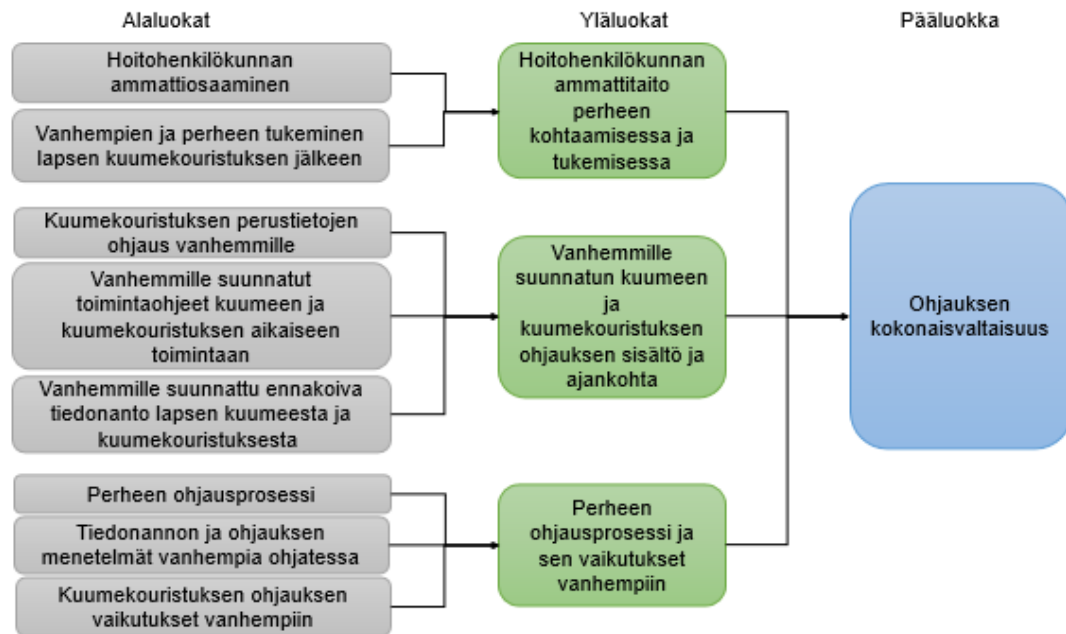 Alaluokat
Yläluokat
Pääluokka
Hoitohenkilökunnan
ammattiosaaminen
Vanhempien ja perheen tukeminen
lapsen kuumekouristuksen jälkeen
Hoitohenkilökunnan
ammattitaito
perheen
kohtaamisessa ja
tukemisessa
Kuumekouristuksen perustietojen
ohjaus vanhemmille
Vanhemmille suunnatut
toimintaohjeet kuumeen ja
kuumekouristuksen aikaiseen
toimintaan
Vanhemmille suunnattu ennakoiva
tiedonanto lapsen kuumeesta ja
kuumekouristuksesta
Vanhemmille
suunnatun kuumeen
ja
kuumekouristuksen
ohjauksen sisältö ja
ajankohta
Ohjauksen
kokonaisvaltaisuus
Perheen ohjausprosessi
Tiedonannon ja ohjauksen
menetelmät vanhempia ohjatessa
Kuumekouristuksen ohjauksen
vaikutukset vanhempiin
Perheen
ohjausprosessi ja
sen vaikutukset
vanhempiin